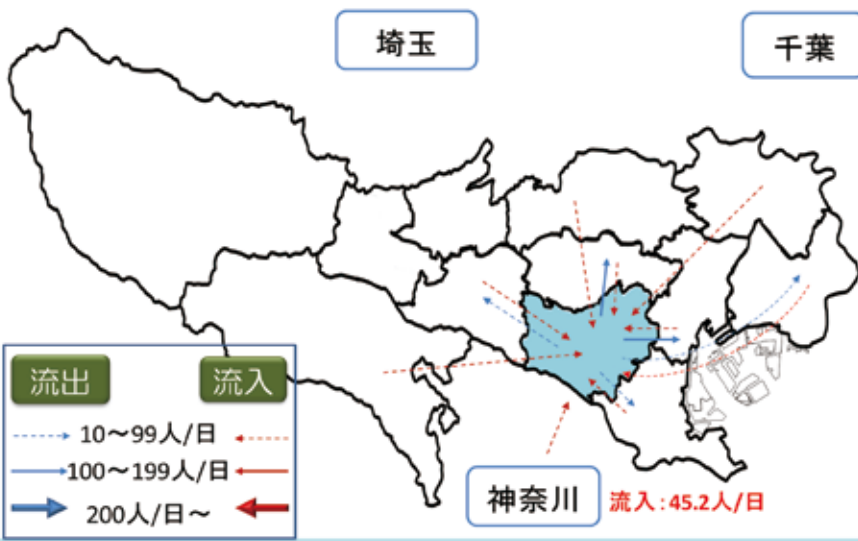 埼玉
千葉
流出
流入
10～99人/日
100～199人/日
200人/日～
神奈川
流入：45.2人/日